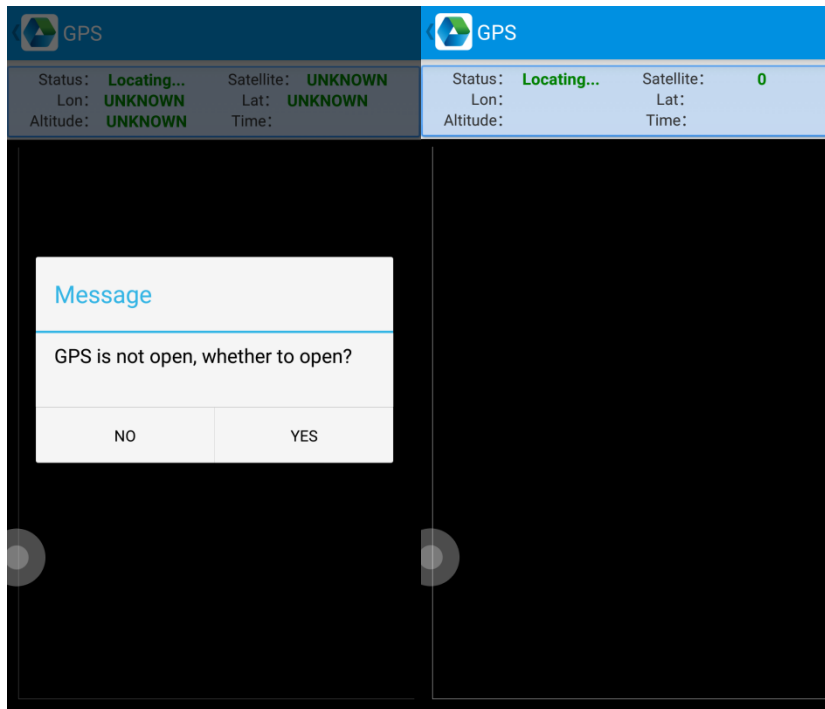 GPS
Status： Locating... Satellite： UNKNOWN
Lon： UNKNOWN Lat： UNKNOWN
Altitude： UNKNOWN Time：
Message
GPS is not open, whether to open?
NO YES
GPS
Status： Locating... Satellite： 0
Lon： Lat：
Altitude： Time：